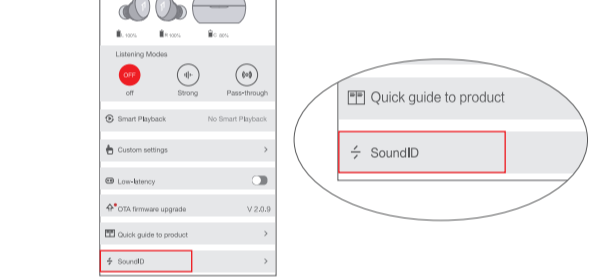 L 100% R 100% C 90%
Listening Modes
OFF
off Strong Pass-through
Smart Playback No Smart Playback
Custom settings >
Low-latency
OTA firmware upgrade V 2.0.9
Quick guide to product >
SoundID >
Quick guide to product
SoundID